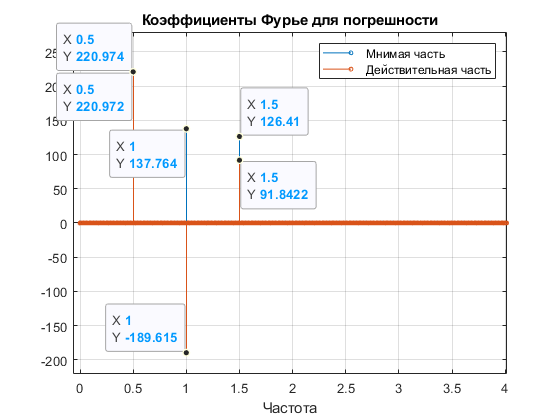 Коэффициенты Фурье для погрешности
X 0.5
Y 220.974
X 0.5
Y 220.972
X 1
Y 137.764
X 1.5
Y 126.41
X 1.5
Y 91.8422
X 1
Y -189.615
Мнимая часть
Действительная часть
150
100
50
0
-50
-100
-150
-200
0 0.5 1 1.5 2 2.5 3 3.5 4
Частота